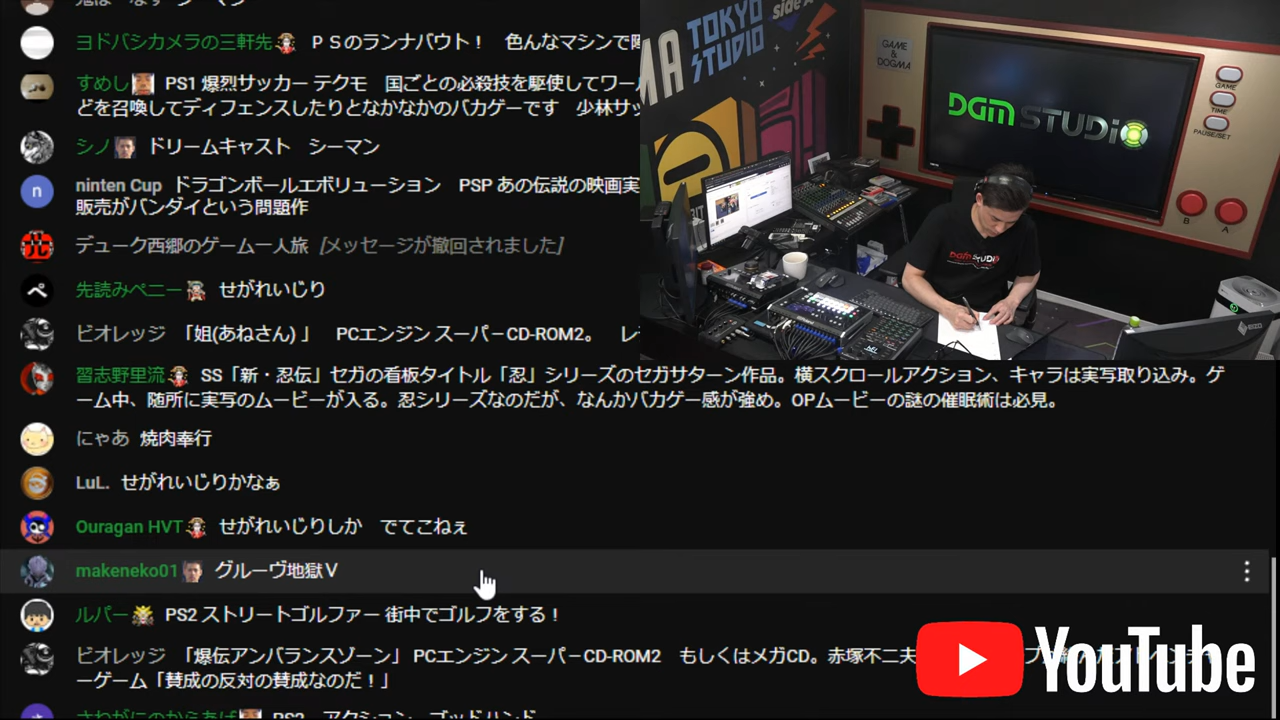 ヨドバシカメラの三軒先 PSのランナバウト！ 色んなマシンで
すめし PS1 爆烈サッカー テクモ 国ごとの必殺技を駆使してワー
どを召喚してディフェンスしたりとなかなかのバカゲーです 少林サッ
シノ ドリームキャスト シーマン
ninten Cup ドラゴンボールエボリューション PSP あの伝説の映画実
販売がバンダイという問題作
デューク西郷のゲーム一人旅 [メッセージが撤回されました]
先読みペニー せがれいじり
ビオレッジ 「姐(あねさん) 」 PCエンジン スーパーCD-ROM2。
習志野里流 SS「新・忍伝」セガの看板タイトル「忍」シリーズのセガサターン作品。横スクロールアクション、キャラは実写取り込み。ゲ
ーム中、随所に実写のムービーが入る。忍シリーズなのだが、なんかバカゲー感が強め。OPムービーの謎の催眠術は必見。
にゃあ 焼肉奉行
LuL. せがれいじりかなぁ
Ouragan HVT せがれいじりしか でてこねぇ
makeneko01 グルーヴ地獄Ⅴ
ルパー PS2 ストリートゴルファー 街中でゴルフをする！
ビオレッジ 「爆伝アンバランスゾーン」 PCエンジン スーパーCD-ROM2 もしくはメガCD。赤塚不二夫
ーゲーム「賛成の反対の賛成なのだ！」
TOKYO
STUDIO
side A
GAME
& DOGMA
DGM STUDiO
GAME
TIME
PAUSE/SET
B
A
DGM STUDiO
YouTube